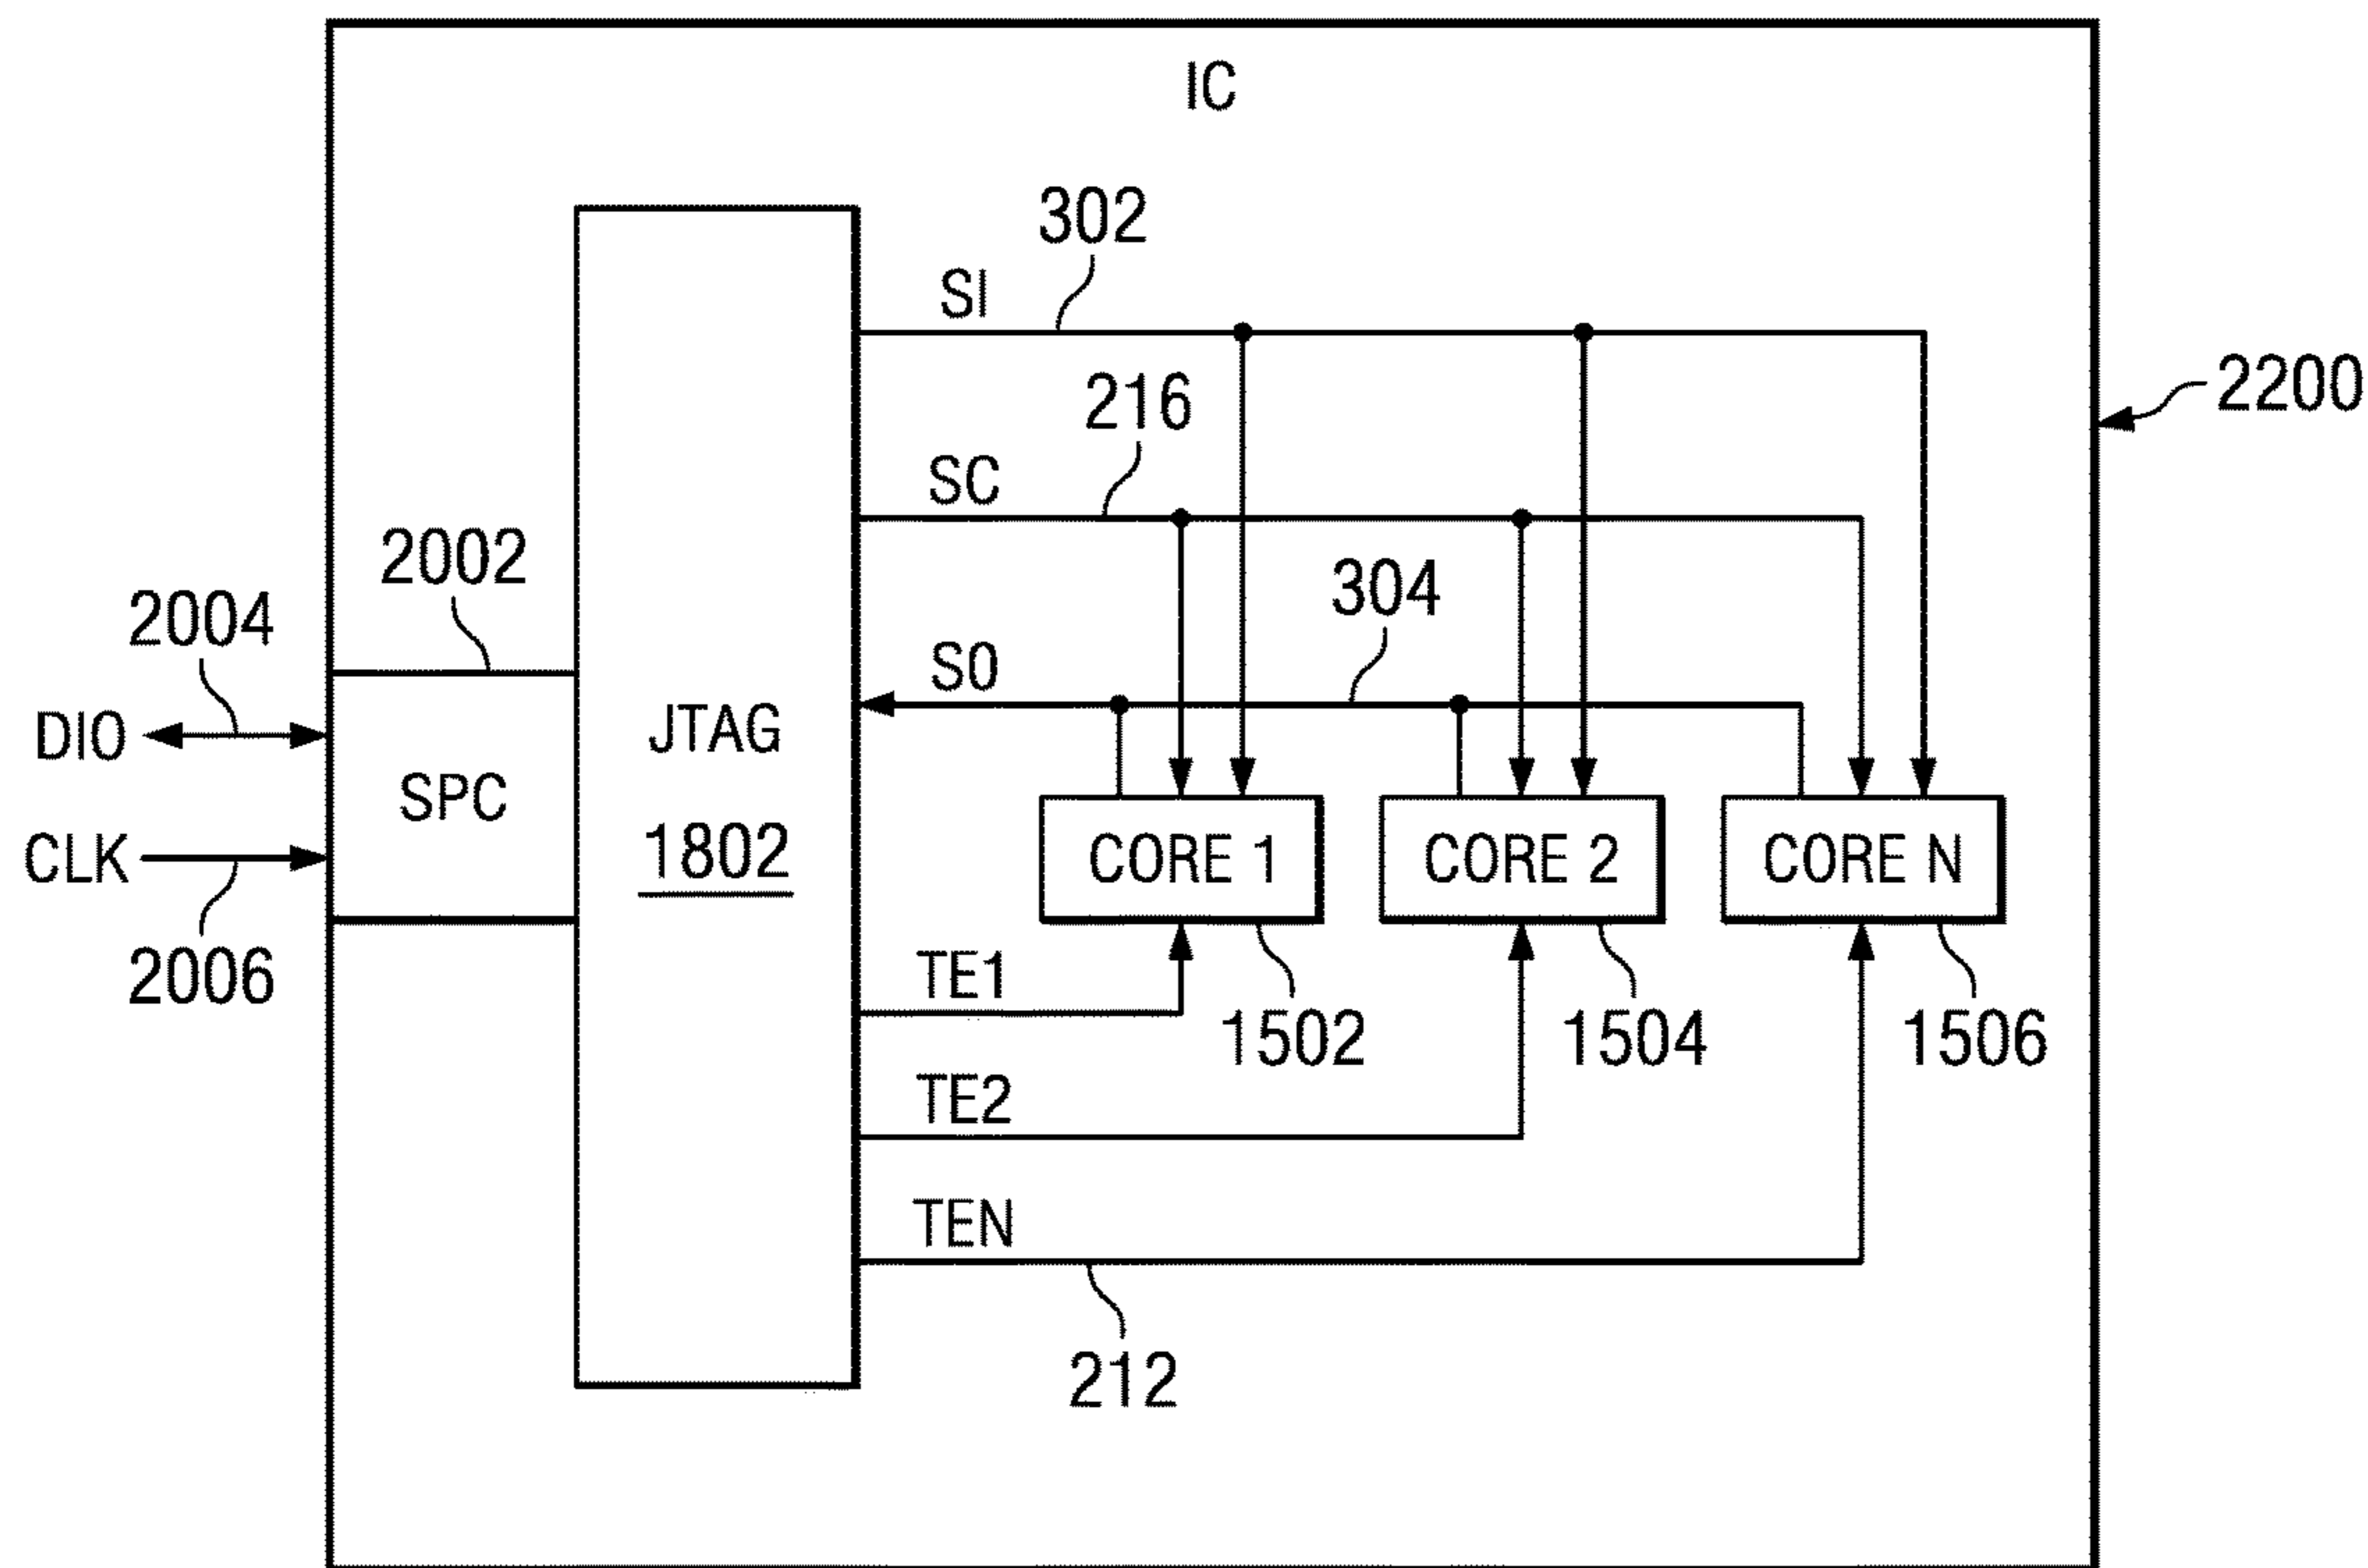 IC
302
SI
2200
216
SC
2002
304
2004
S0
DIO
JTAG
SPC
1802
CLK
CORE 1
CORE 2
CORE N
2006
TE1
1502
1504
1506
TE2
TEN
212